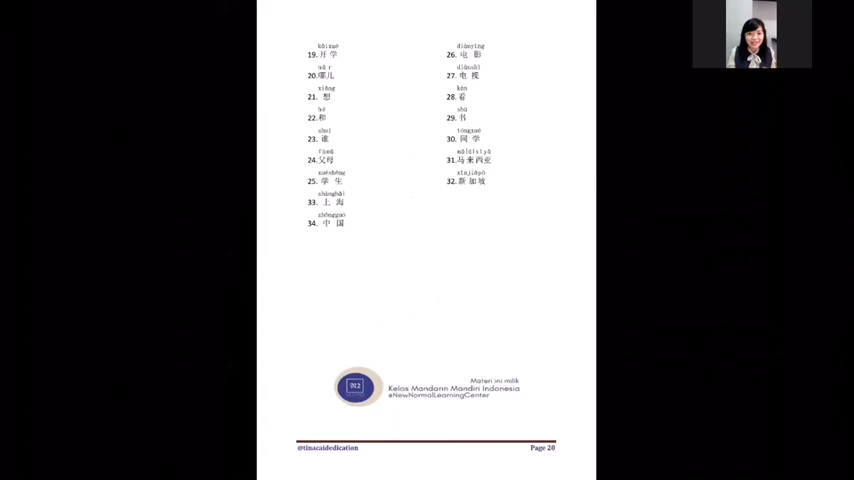 kāixué
19.开学
nǎ r
20.哪儿
xiǎng
21. 想
hé
22.和
shuí
23. 谁
fùmǔ
24.父母
xuéshēng
25. 学 生
shànghǎi
33. 上 海
zhōngguó
34. 中 国
diànyǐng
26. 电 影
diànshì
27. 电 视
kàn
28.看
shū
29.书
tóngxué
30. 同 学
mǎláixīyà
31.马来西亚
xīnjiāpō
32.新加坡
Materi ini milik
Kelas Mandarin Mandiri Indonesia
@NewNormalLearningCenter
@tinacaidedication
Page 20